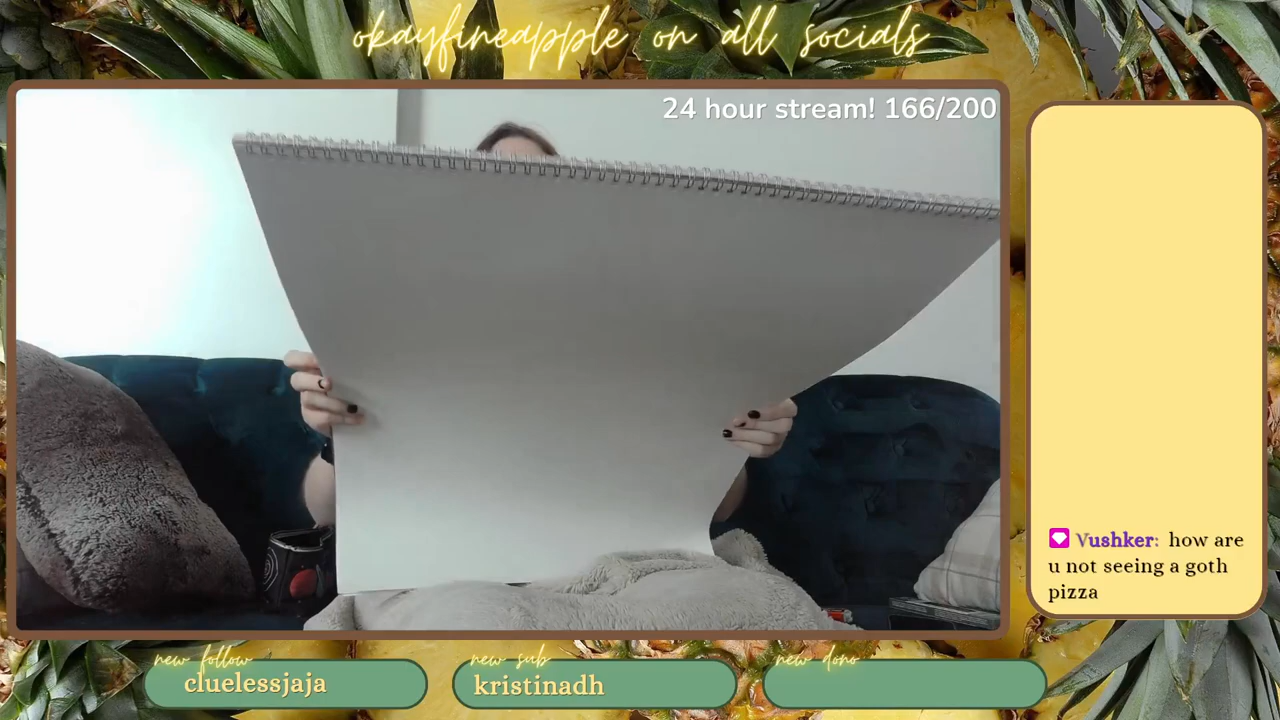 okayfineapple on all socials
24 hour stream! 166/200
Vushker: how are
u not seeing a goth
pizza
new follow
cluelessjaja
new sub
kristinadh
new dono